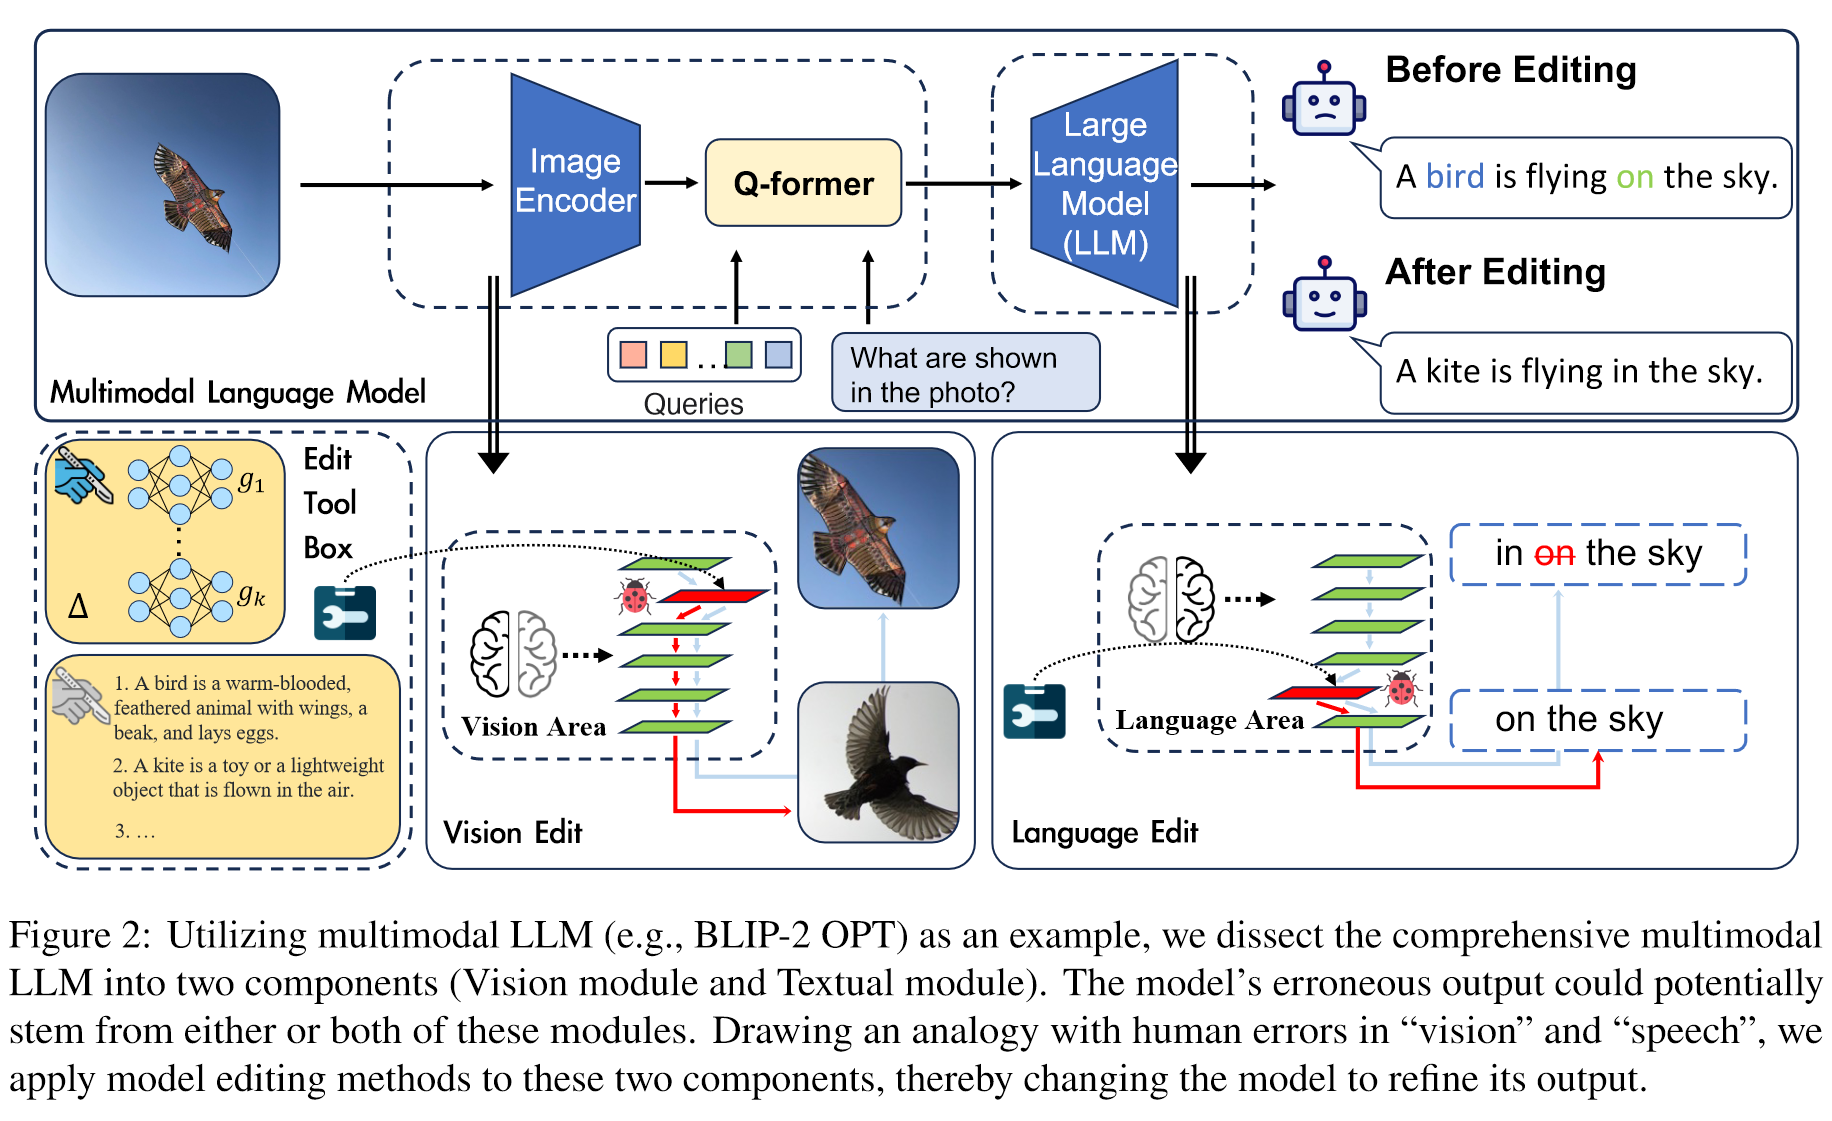 Before Editing
A bird is flying on the sky.
After Editing
A kite is flying in the sky.
Image
Encoder
Q-former
Large
Language
Model
(LLM)
...
Queries
What are shown
in the photo?
Multimodal Language Model
Edit
Tool
Box
g1
gk
Δ
1. A bird is a warm-blooded,
feathered animal with wings, a
beak, and lays eggs.
2. A kite is a toy or a lightweight
object that is flown in the air.
3. ...
Vision Area
Vision Edit
Language Area
in on the sky
on the sky
Language Edit
Figure 2: Utilizing multimodal LLM (e.g., BLIP-2 OPT) as an example, we dissect the comprehensive multimodal
LLM into two components (Vision module and Textual module). The model's erroneous output could potentially
stem from either or both of these modules. Drawing an analogy with human errors in “vision” and “speech”, we
apply model editing methods to these two components, thereby changing the model to refine its output.